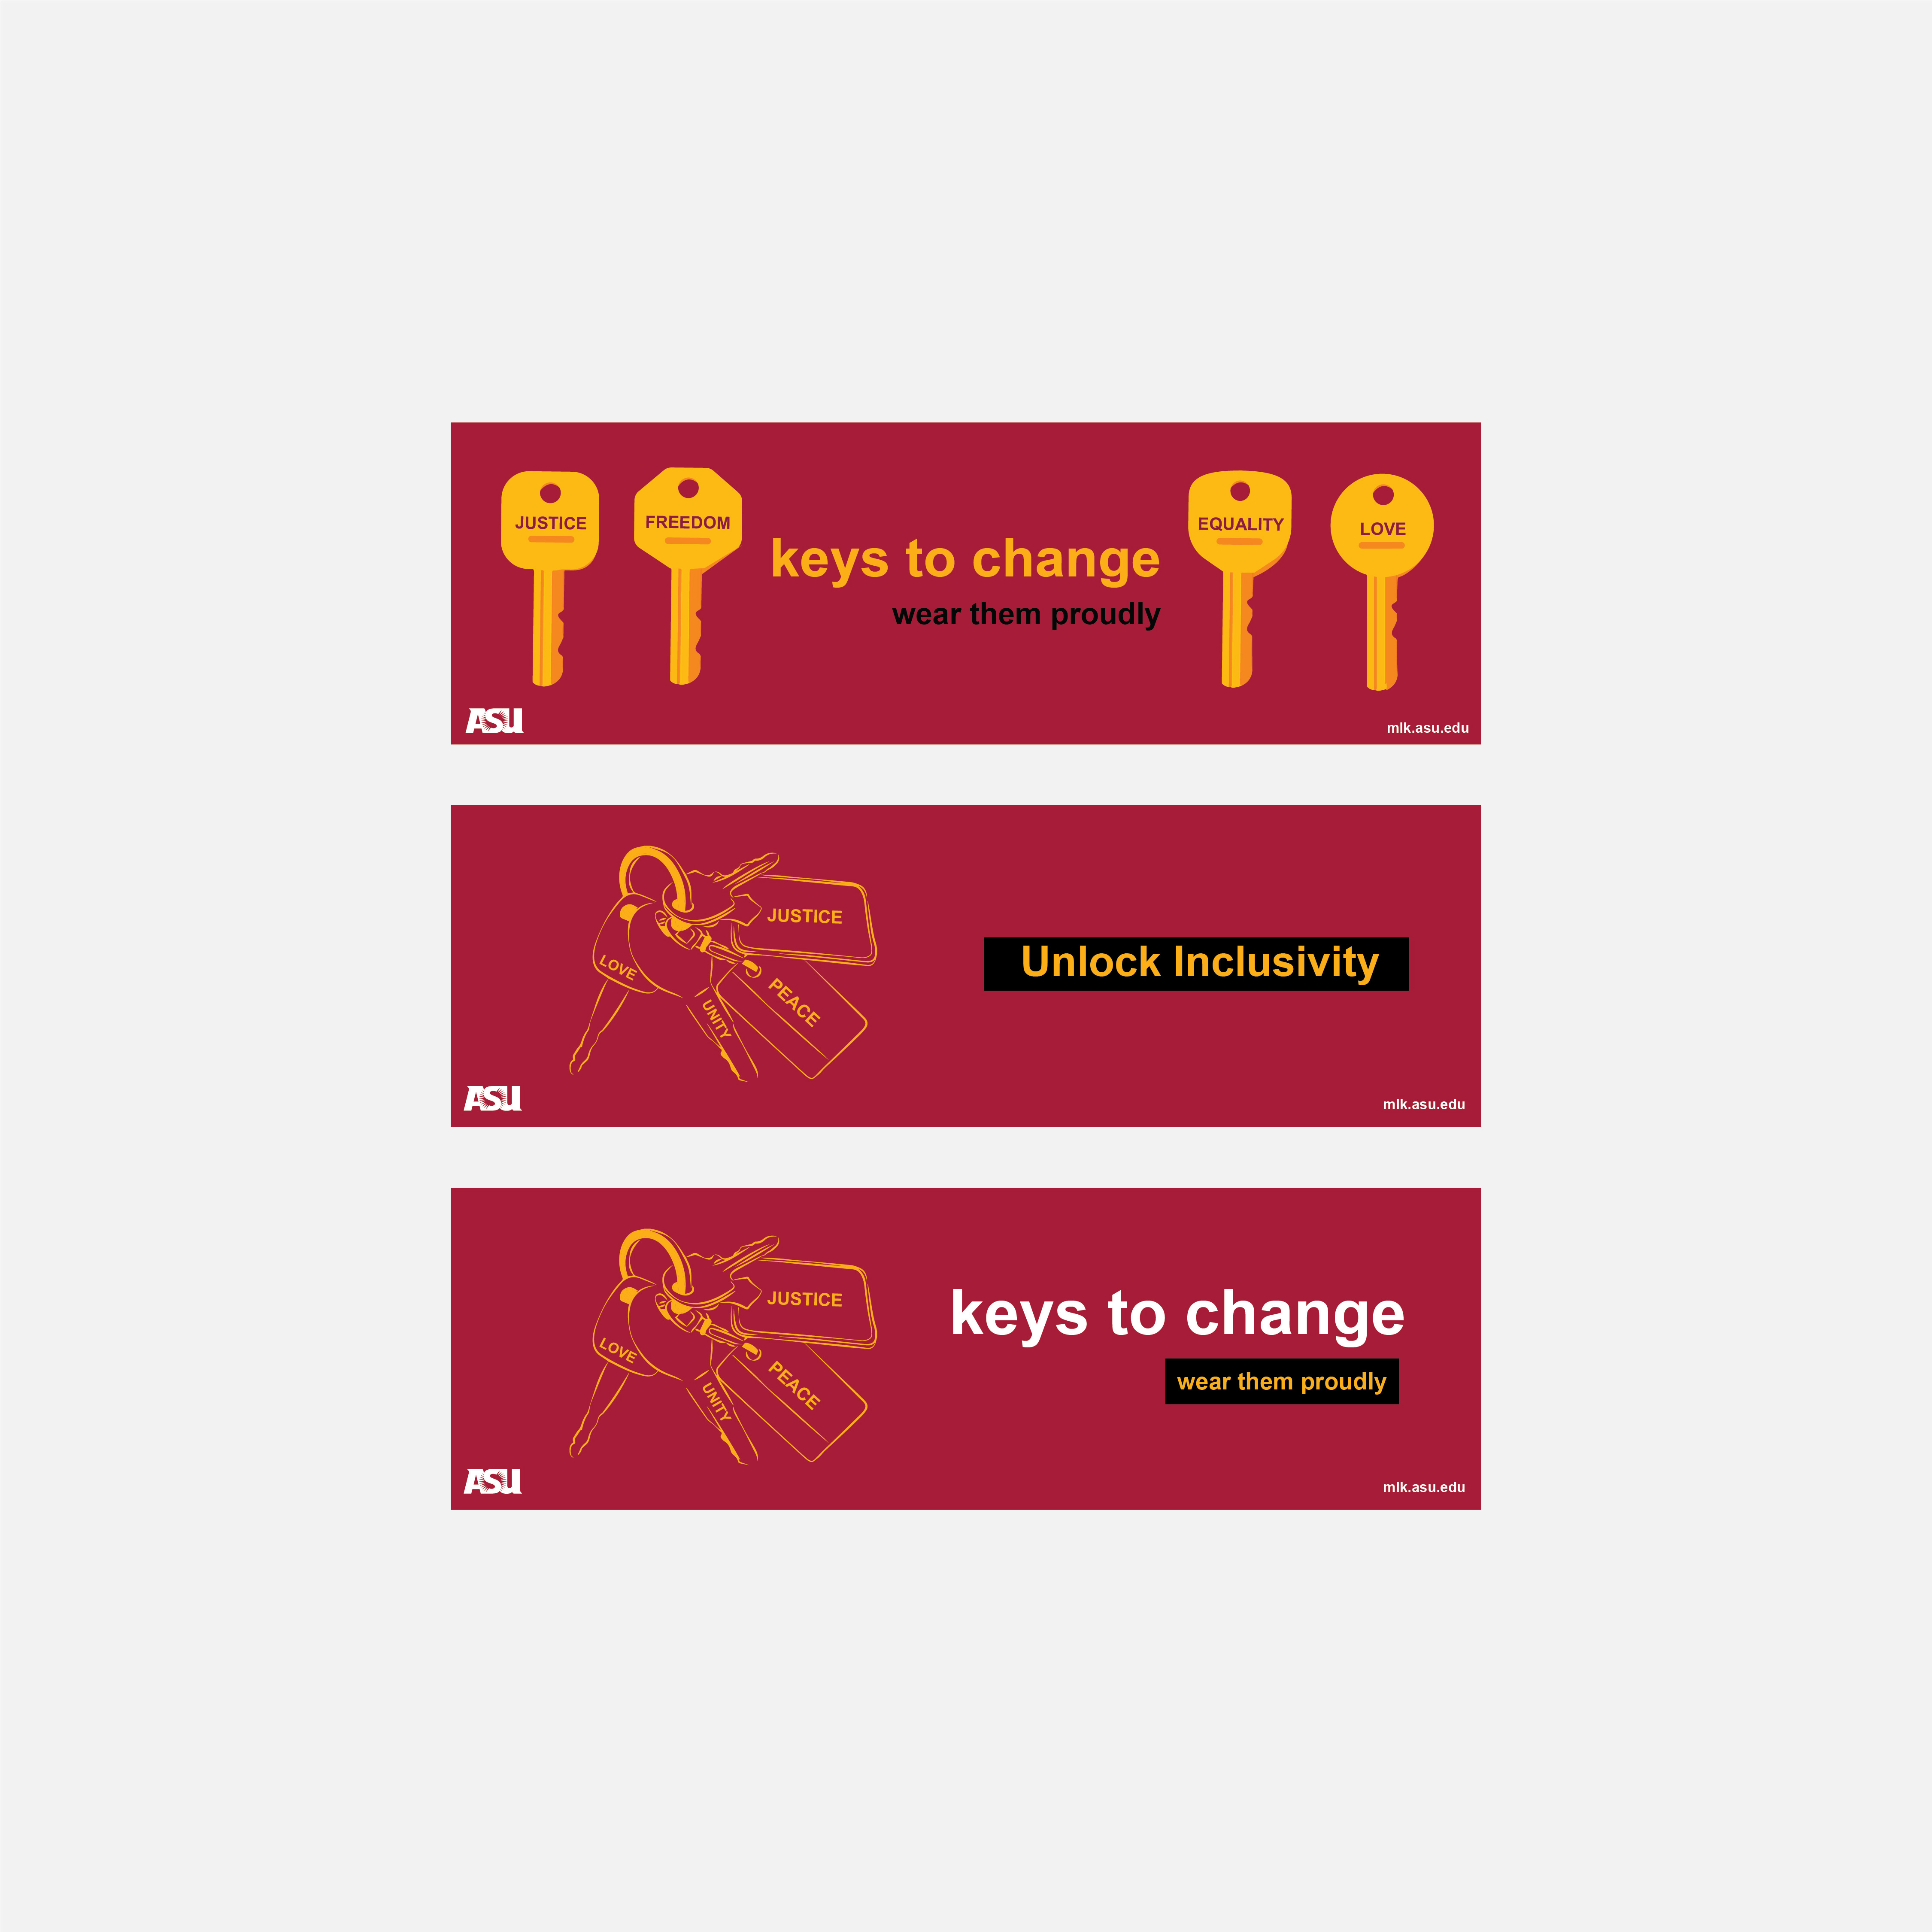 JUSTICE
FREEDOM
EQUALITY
LOVE
keys to change
wear them proudly
ASU
mlk.asu.edu
JUSTICE
LOVE
PEACE
UNITY
Unlock Inclusivity
ASU
mlk.asu.edu
JUSTICE
LOVE
PEACE
UNITY
keys to change
wear them proudly
ASU
mlk.asu.edu